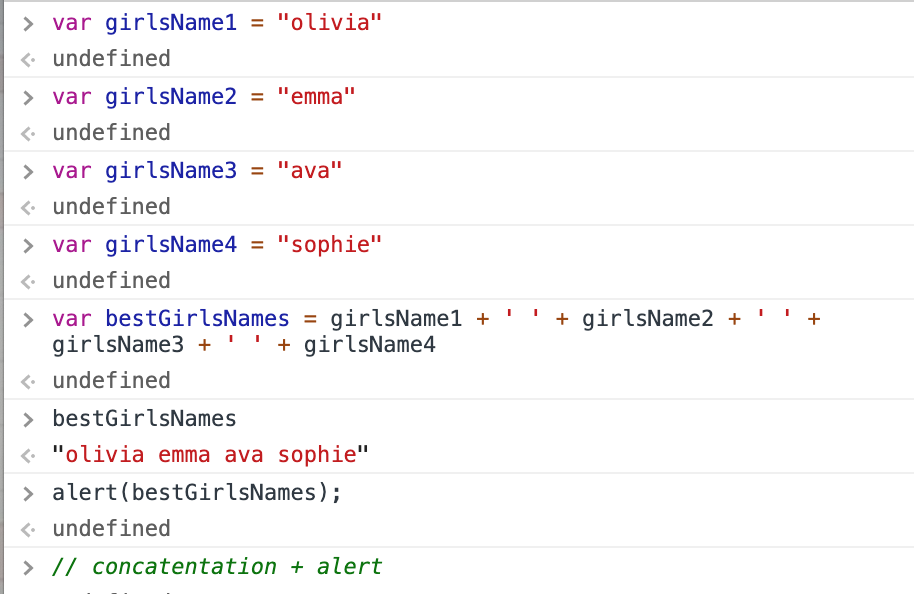 > var girlsName1 = "olivia"
<· undefined
> var girlsName2 = "emma"
<· undefined
> var girlsName3 = "ava"
<· undefined
> var girlsName4 = "sophie"
<· undefined
> var bestGirlsNames = girlsName1 + ' ' + girlsName2 + ' ' +
girlsName3 + ' ' + girlsName4
<· undefined
> bestGirlsNames
<· "olivia emma ava sophie"
> alert(bestGirlsNames);
<· undefined
> // concatentation + alert